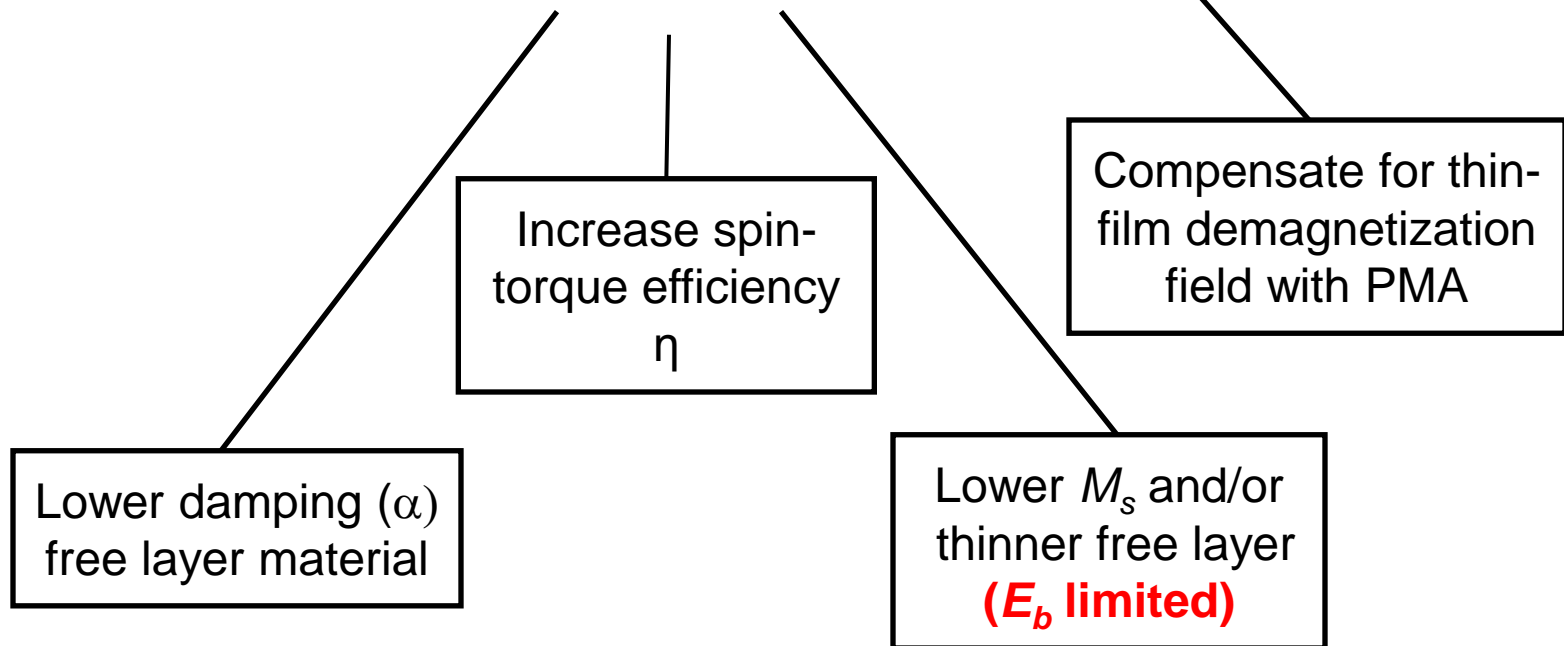 Compensate for thin-
film demagnetization
field with PMA
Increase spin-
torque efficiency
η
Lower Mₛ and/or
thinner free layer
(E_b limited)
Lower damping (α)
free layer material